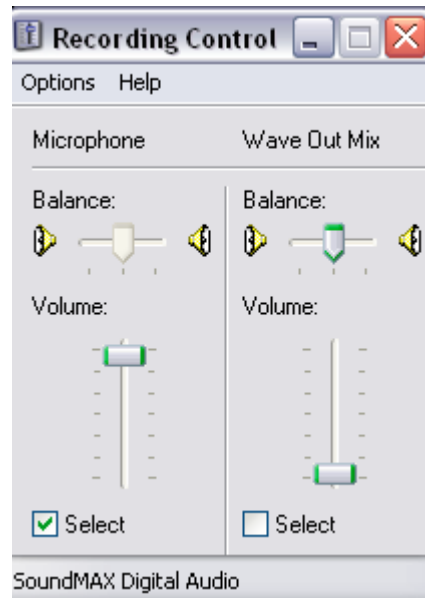 Recording Control
Options Help
Microphone Wave Out Mix
Balance: Balance:
Volume: Volume:
Select Select
SoundMAX Digital Audio